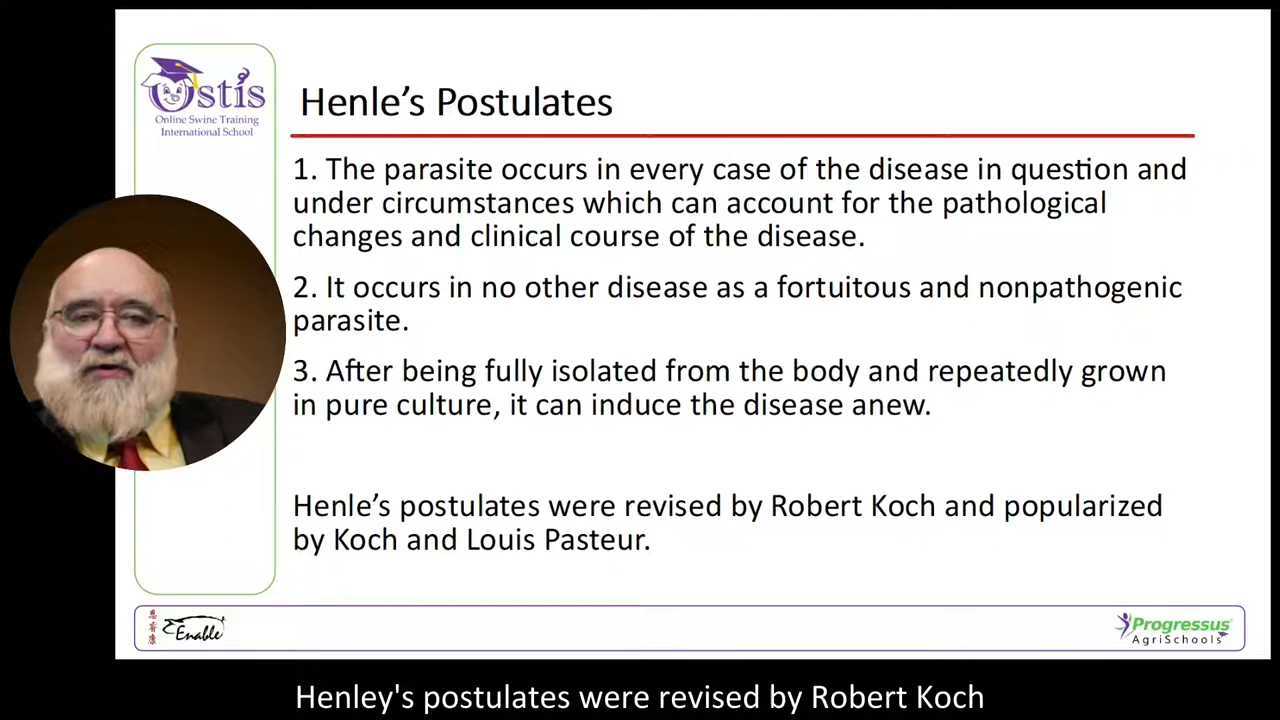 Ostis
Online Swine Training
International School
Henle’s Postulates
1. The parasite occurs in every case of the disease in question and
under circumstances which can account for the pathological
changes and clinical course of the disease.
2. It occurs in no other disease as a fortuitous and nonpathogenic
parasite.
3. After being fully isolated from the body and repeatedly grown
in pure culture, it can induce the disease anew.
Henle’s postulates were revised by Robert Koch and popularized
by Koch and Louis Pasteur.
恩睿康
Enable
Progressus
AgriSchools
Henley's postulates were revised by Robert Koch